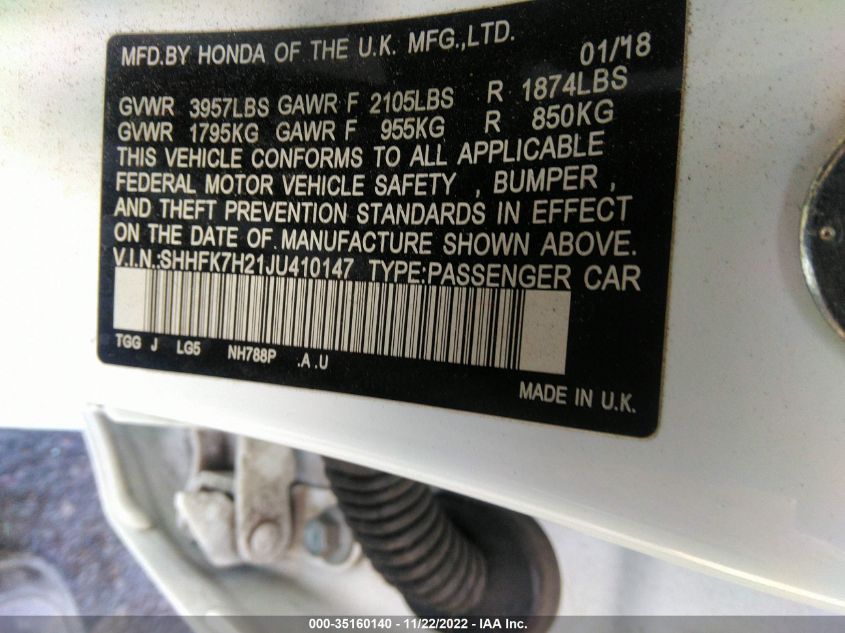 MFD.BY HONDA OF THE U.K. MFG.,LTD. 01/18
GVWR 3957LBS GAWR F 2105LBS R 1874LBS
GVWR 1795KG GAWR F 955KG R 850KG
THIS VEHICLE CONFORMS TO ALL APPLICABLE
FEDERAL MOTOR VEHICLE SAFETY , BUMPER ,
AND THEFT PREVENTION STANDARDS IN EFFECT
ON THE DATE OF MANUFACTURE SHOWN ABOVE.
V.I.N.:SHHFK7H21JU410147 TYPE:PASSENGER CAR
TGG J LG5 NH788P .A .U
MADE IN U.K.
000-35160140 - 11/22/2022 - IAA Inc.